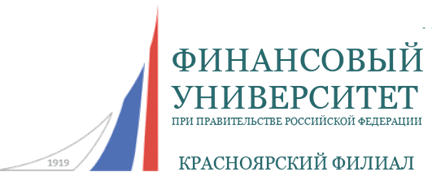 ФИНАНСОВЫЙ
УНИВЕРСИТЕТ
ПРИ ПРАВИТЕЛЬСТВЕ РОССИЙСКОЙ ФЕДЕРАЦИИ
КРАСНОЯРСКИЙ ФИЛИАЛ
1919